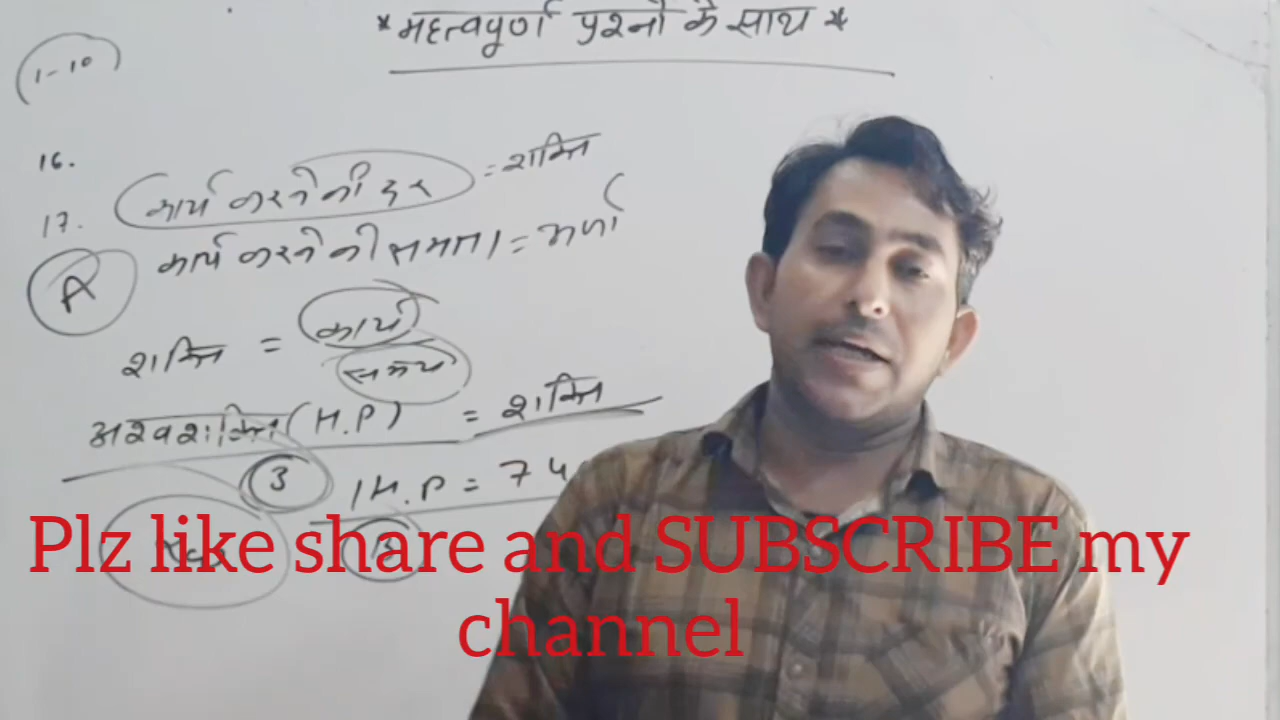 *महत्वपूर्ण प्रश्नों के साथ*
1-10
16.
कार्य करने की दर = शक्ति
17.
कार्य करने की क्षमता = ऊर्जा
A
शक्ति = कार्य
समय
अश्वशक्ति (H.P) = शक्ति
3
1H.P = 74
Plz like share and SUBSCRIBE my
channel